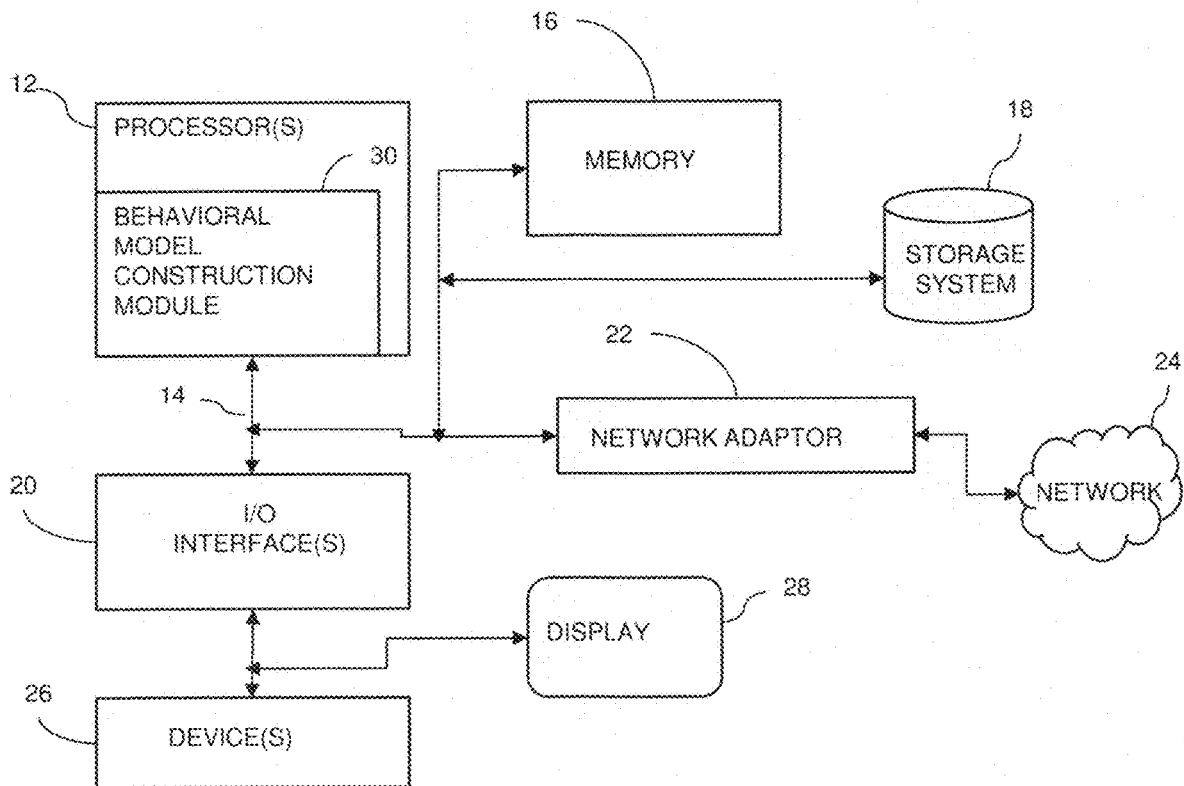 16
12
PROCESSOR(S)
18
30
MEMORY
BEHAVIORAL
MODEL
CONSTRUCTION
MODULE
STORAGE
SYSTEM
22
24
14
NETWORK ADAPTOR
NETWORK
20
I/O
INTERFACE(S)
28
DISPLAY
26
DEVICE(S)